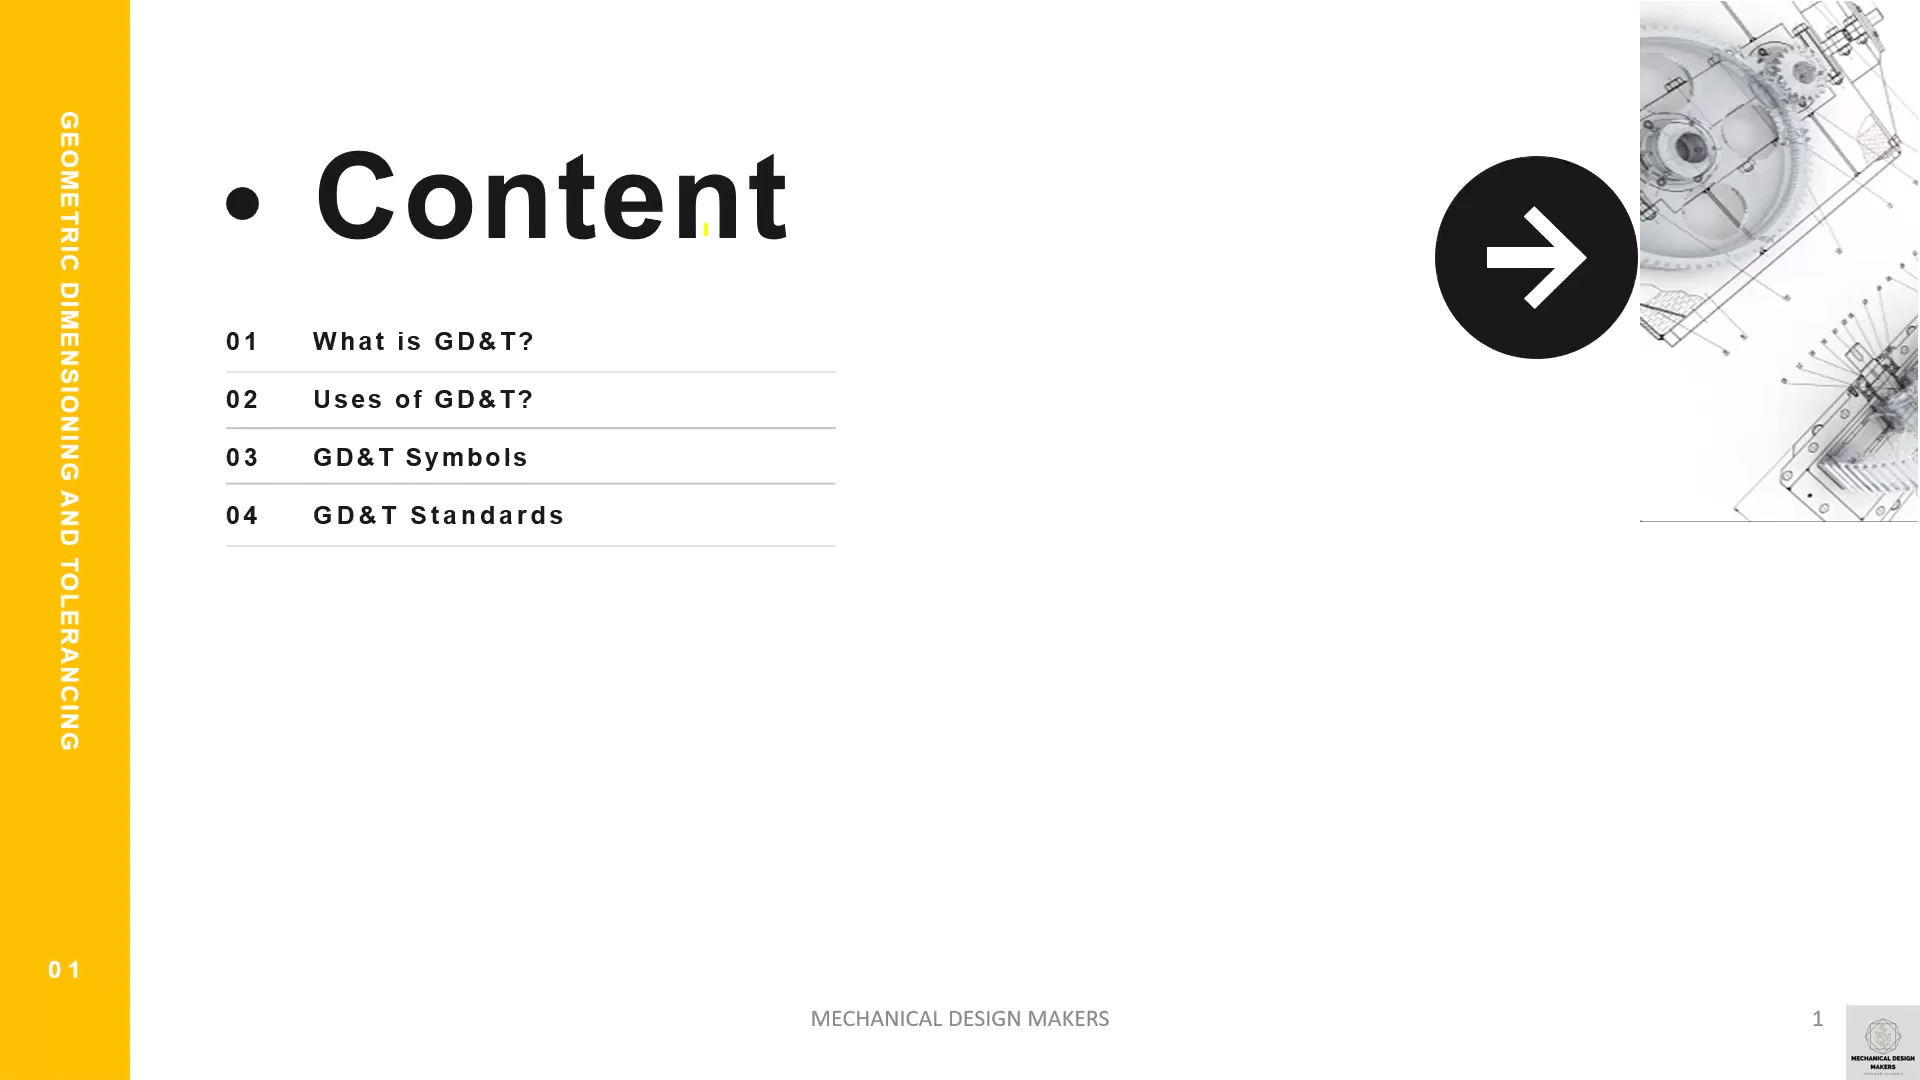 GEOMETRIC DIMENSIONING AND TOLERANCING
• Content
01 What is GD&T?
02 Uses of GD&T?
03 GD&T Symbols
04 GD&T Standards
01
MECHANICAL DESIGN MAKERS
1
MECHANICAL DESIGN
MAKERS